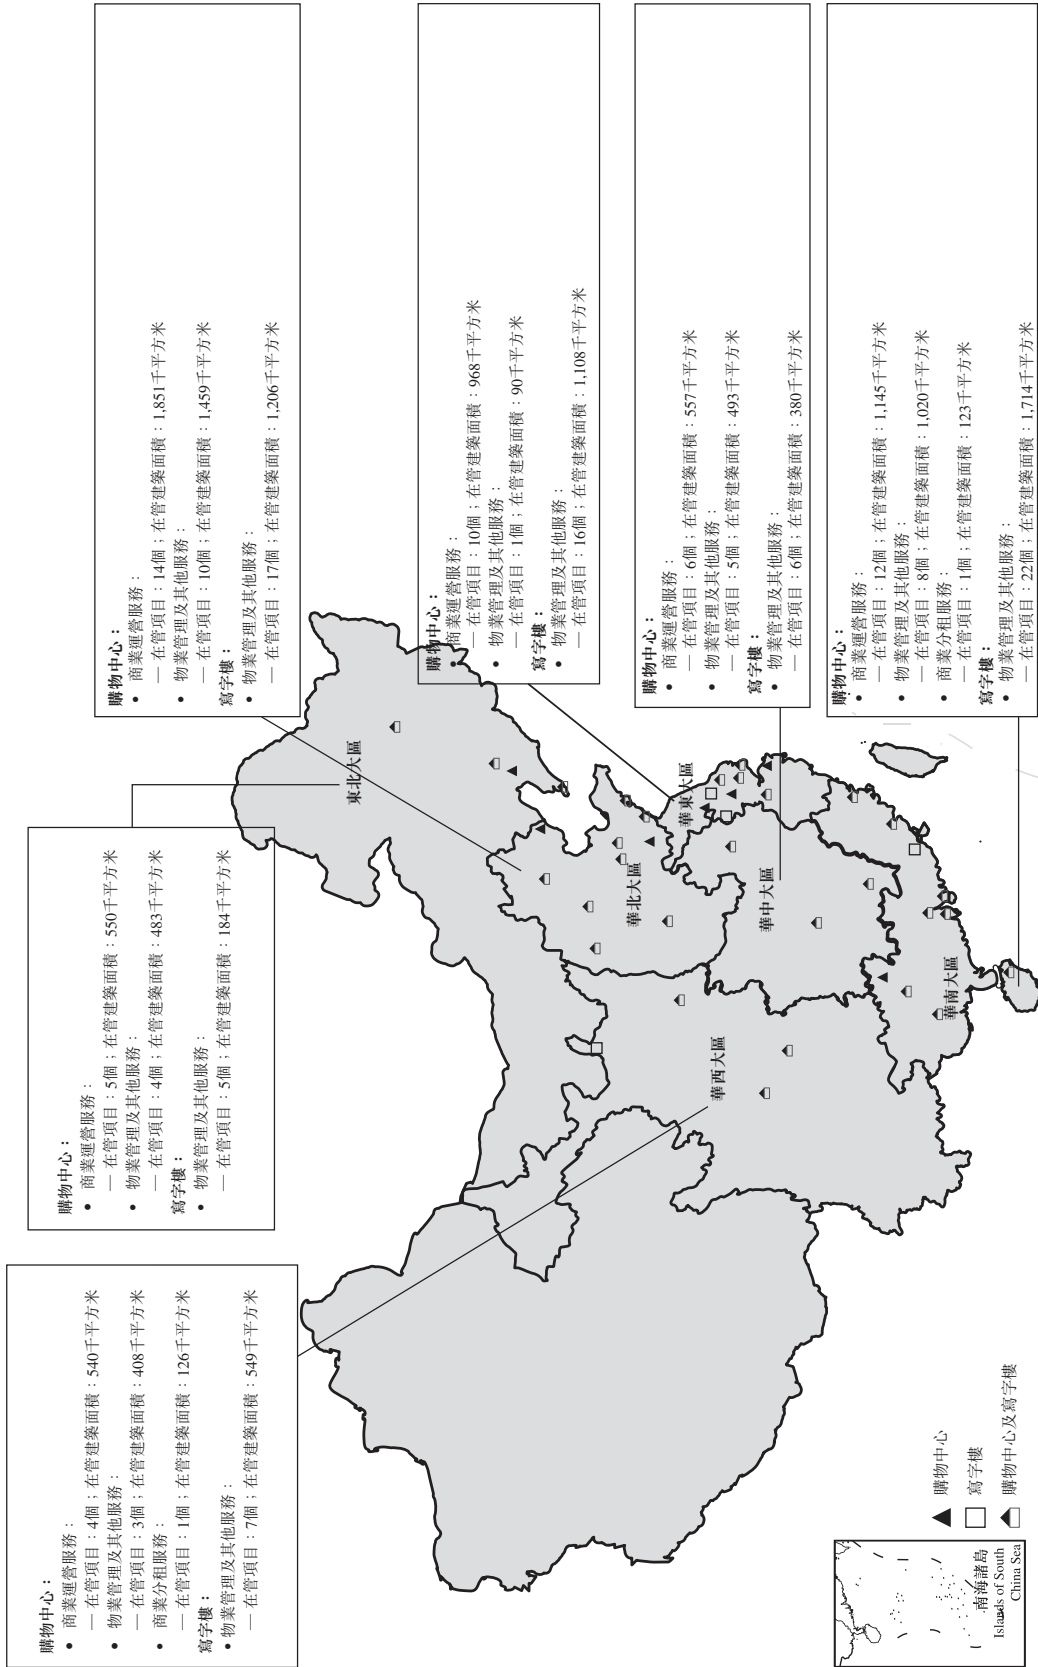 購物中心：
• 商業運營服務：
— 在管項目：4個；在管建築面積：540千平方米
• 物業管理及其他服務：
— 在管項目：3個；在管建築面積：408千平方米
• 商業分租服務：
— 在管項目：1個；在管建築面積：126千平方米
寫字樓：
• 物業管理及其他服務：
— 在管項目：7個；在管建築面積：549千平方米
購物中心：
• 商業運營服務：
— 在管項目：5個；在管建築面積：550千平方米
• 物業管理及其他服務：
— 在管項目：4個；在管建築面積：483千平方米
寫字樓：
• 物業管理及其他服務：
— 在管項目：5個；在管建築面積：184千平方米
購物中心：
• 商業運營服務：
— 在管項目：14個；在管建築面積：1,851千平方米
• 物業管理及其他服務：
— 在管項目：10個；在管建築面積：1,459千平方米
寫字樓：
• 物業管理及其他服務：
— 在管項目：17個；在管建築面積：1,206千平方米
購物中心：
• 商業運營服務：
— 在管項目：10個；在管建築面積：968千平方米
• 物業管理及其他服務：
— 在管項目：1個；在管建築面積：90千平方米
寫字樓：
• 物業管理及其他服務：
— 在管項目：16個；在管建築面積：1,108千平方米
購物中心：
• 商業運營服務：
— 在管項目：6個；在管建築面積：557千平方米
• 物業管理及其他服務：
— 在管項目：5個；在管建築面積：493千平方米
寫字樓：
• 物業管理及其他服務：
— 在管項目：6個；在管建築面積：380千平方米
購物中心：
• 商業運營服務：
— 在管項目：12個；在管建築面積：1,145千平方米
• 物業管理及其他服務：
— 在管項目：8個；在管建築面積：1,020千平方米
• 商業分租服務：
— 在管項目：1個；在管建築面積：123千平方米
寫字樓：
• 物業管理及其他服務：
— 在管項目：22個；在管建築面積：1,714千平方米
東北大區
華北大區
華東大區
華中大區
華西大區
華南大區
購物中心
寫字樓
購物中心及寫字樓
南海諸島
Islands of South
China Sea